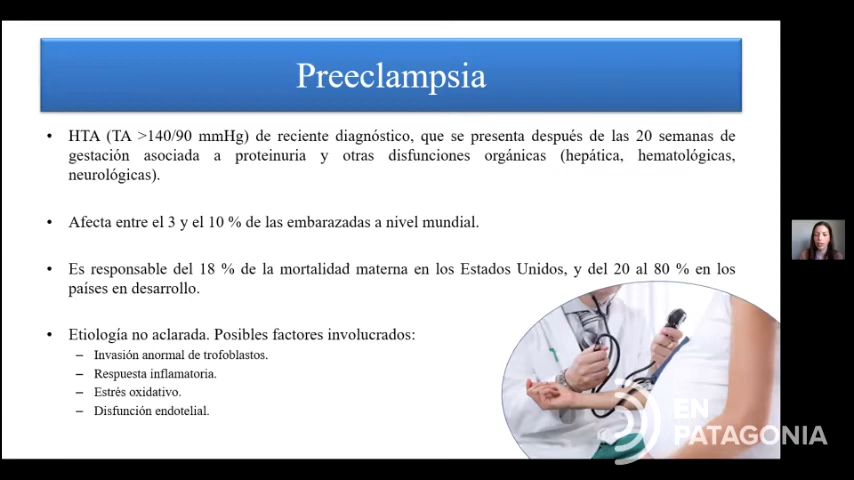 Preeclampsia
• HTA (TA >140/90 mmHg) de reciente diagnóstico, que se presenta después de las 20 semanas de
gestación asociada a proteinuria y otras disfunciones orgánicas (hepática, hematológicas,
neurológicas).
• Afecta entre el 3 y el 10 % de las embarazadas a nivel mundial.
• Es responsable del 18 % de la mortalidad materna en los Estados Unidos, y del 20 al 80 % en los
países en desarrollo.
• Etiología no aclarada. Posibles factores involucrados:
– Invasión anormal de trofoblastos.
– Respuesta inflamatoria.
– Estrés oxidativo.
– Disfunción endotelial.
EN
PATAGONIA